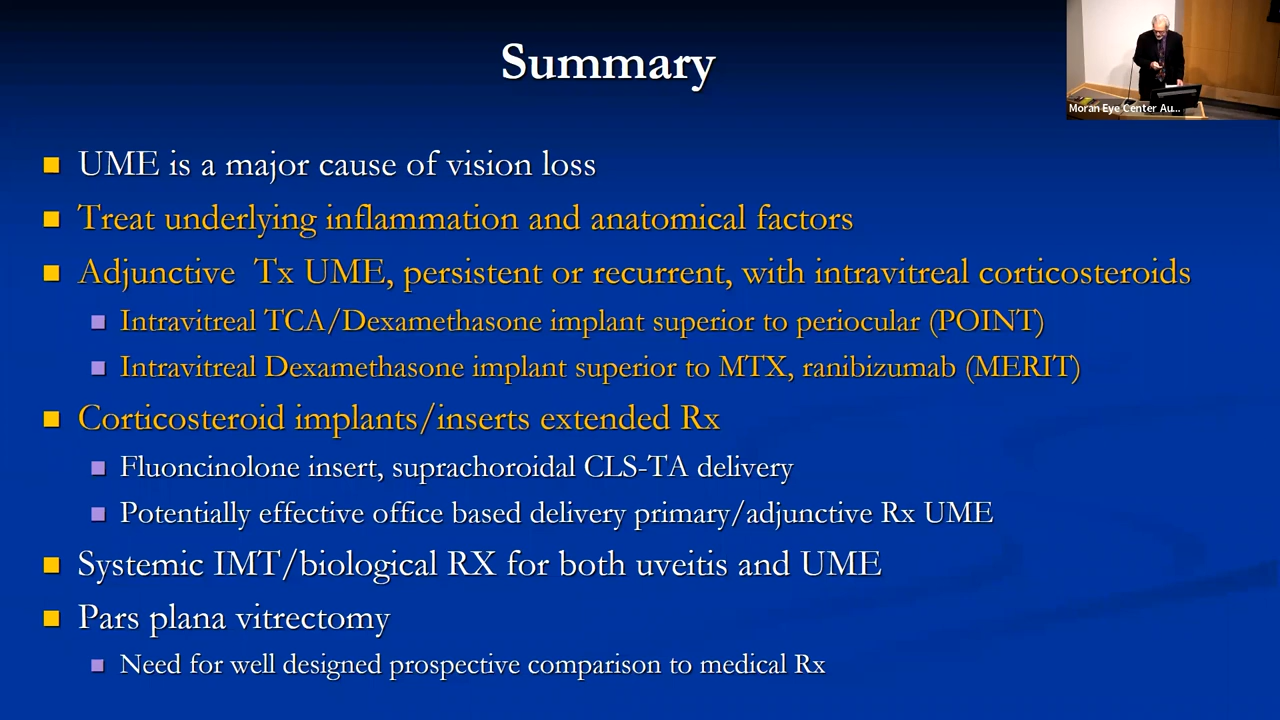 Summary
Moran Eye Center Au...
UME is a major cause of vision loss
Treat underlying inflammation and anatomical factors
Adjunctive Tx UME, persistent or recurrent, with intravitreal corticosteroids
Intravitreal TCA/Dexamethasone implant superior to periocular (POINT)
Intravitreal Dexamethasone implant superior to MTX, ranibizumab (MERIT)
Corticosteroid implants/inserts extended Rx
Fluoncinolone insert, suprachoroidal CLS-TA delivery
Potentially effective office based delivery primary/adjunctive Rx UME
Systemic IMT/biological RX for both uveitis and UME
Pars plana vitrectomy
Need for well designed prospective comparison to medical Rx